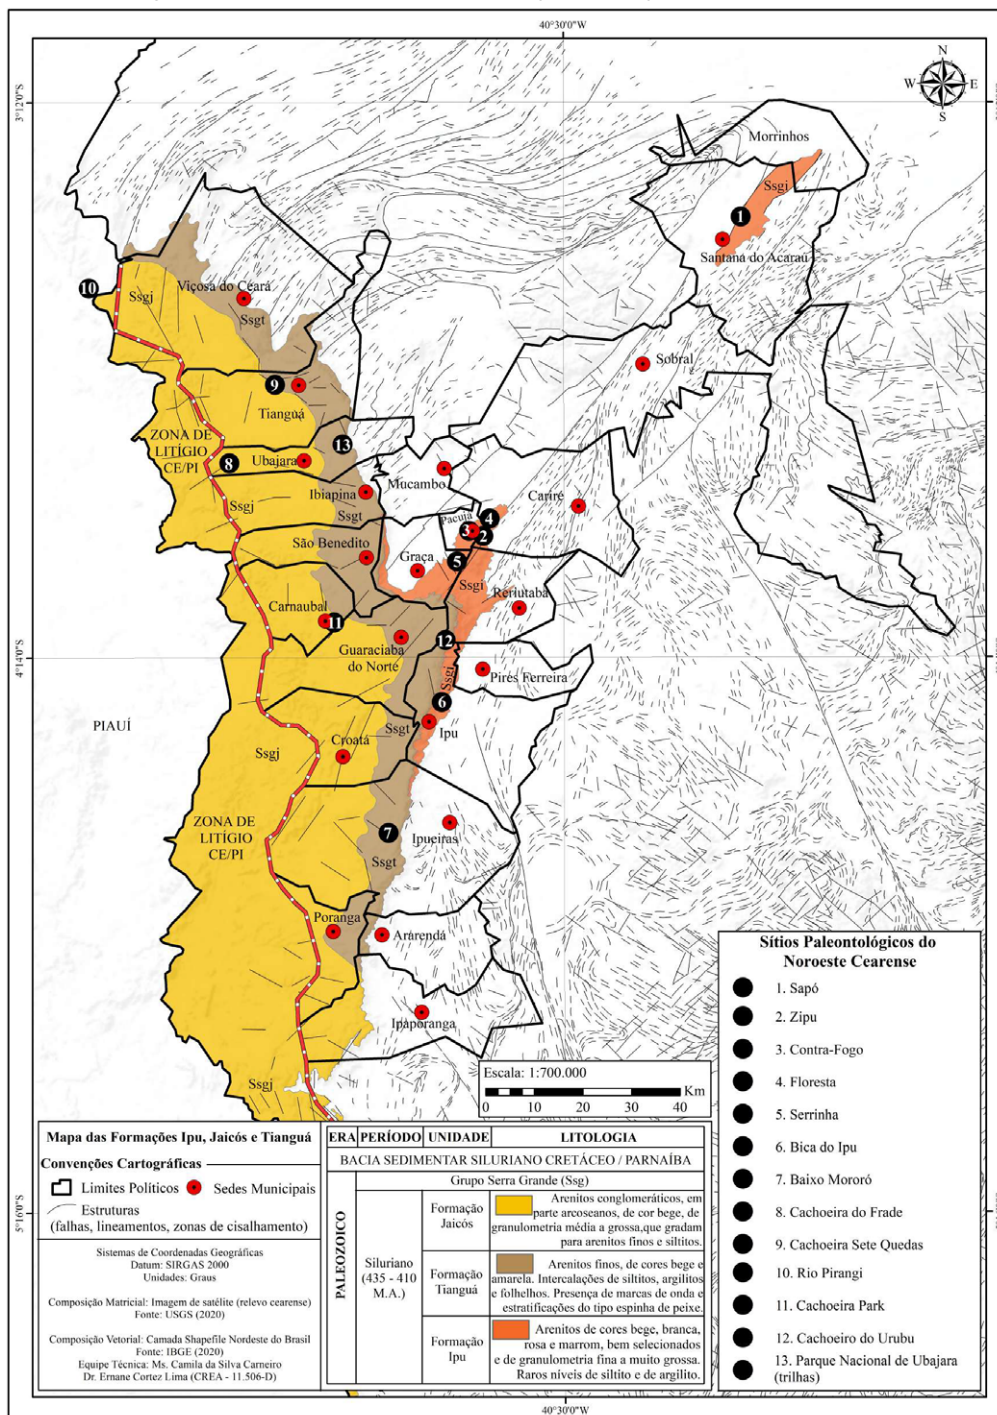 40°30'0"W
N
W E
S
3°12'0"S
Morrinhos
Ssgi
1
Santana do Acaraú
10
Ssgj
Viçosa do Ceará
Ssgt
Sobral
9
Tianguá
13
ZONA DE
LITÍGIO
CE/PI
8
Ubajara
Mucambo
Ibiapina
Cariré
Ssgj
Ssgt
Pacujá
4
3
2
São Benedito
Graça
5
Ssgi
Reriutaba
Carnaubal
11
12
Guaraciaba
do Norte
4°14'0"S
Ssgi
Pires Ferreira
6
PIAUÍ
Ssgt
Ipu
Ssgj
Croatá
ZONA DE
LITÍGIO
CE/PI
7
Ipueiras
Ssgt
Poranga
Ararendá
Ipaporanga
Ssgj
5°16'0"S
Escala: 1:700.000
Km
0 10 20 30 40
Sítios Paleontológicos do
Noroeste Cearense
1. Sapó
2. Zipu
3. Contra-Fogo
4. Floresta
5. Serrinha
6. Bica do Ipu
7. Baixo Mororó
8. Cachoeira do Frade
9. Cachoeira Sete Quedas
10. Rio Pirangi
11. Cachoeira Park
12. Cachoeiro do Urubu
13. Parque Nacional de Ubajara
(trilhas)
Mapa das Formações Ipu, Jaicós e Tianguá
Convenções Cartográficas
Limites Políticos Sedes Municipais
Estruturas
(falhas, lineamentos, zonas de cisalhamento)
Sistemas de Coordenadas Geográficas
Datum: SIRGAS 2000
Unidades: Graus
Composição Matricial: Imagem de satélite (relevo cearense)
Fonte: USGS (2020)
Composição Vetorial: Camada Shapefile Nordeste do Brasil
Fonte: IBGE (2020)
Equipe Técnica: Ms. Camila da Silva Carneiro
Dr. Ernane Cortez Lima (CREA - 11.506-D)
ERA PERÍODO UNIDADE LITOLOGIA
BACIA SEDIMENTAR SILURIANO CRETÁCEO / PARNAÍBA
Grupo Serra Grande (Ssg)
PALEOZOICO
Siluriano
(435 - 410
M.A.)
Formação
Jaicós
Arenitos conglomeráticos, em
parte arcoseanos, de cor bege, de
granulometria média a grossa,que gradam
para arenitos finos e siltitos.
Formação
Tianguá
Arenitos finos, de cores bege e
amarela. Intercalações de siltitos, argilitos
e folhelhos. Presença de marcas de onda e
estratificações do tipo espinha de peixe.
Formação
Ipu
Arenitos de cores bege, branca,
rosa e marrom, bem selecionados
e de granulometria fina a muito grossa.
Raros níveis de siltito e de argilito.
40°30'0"W